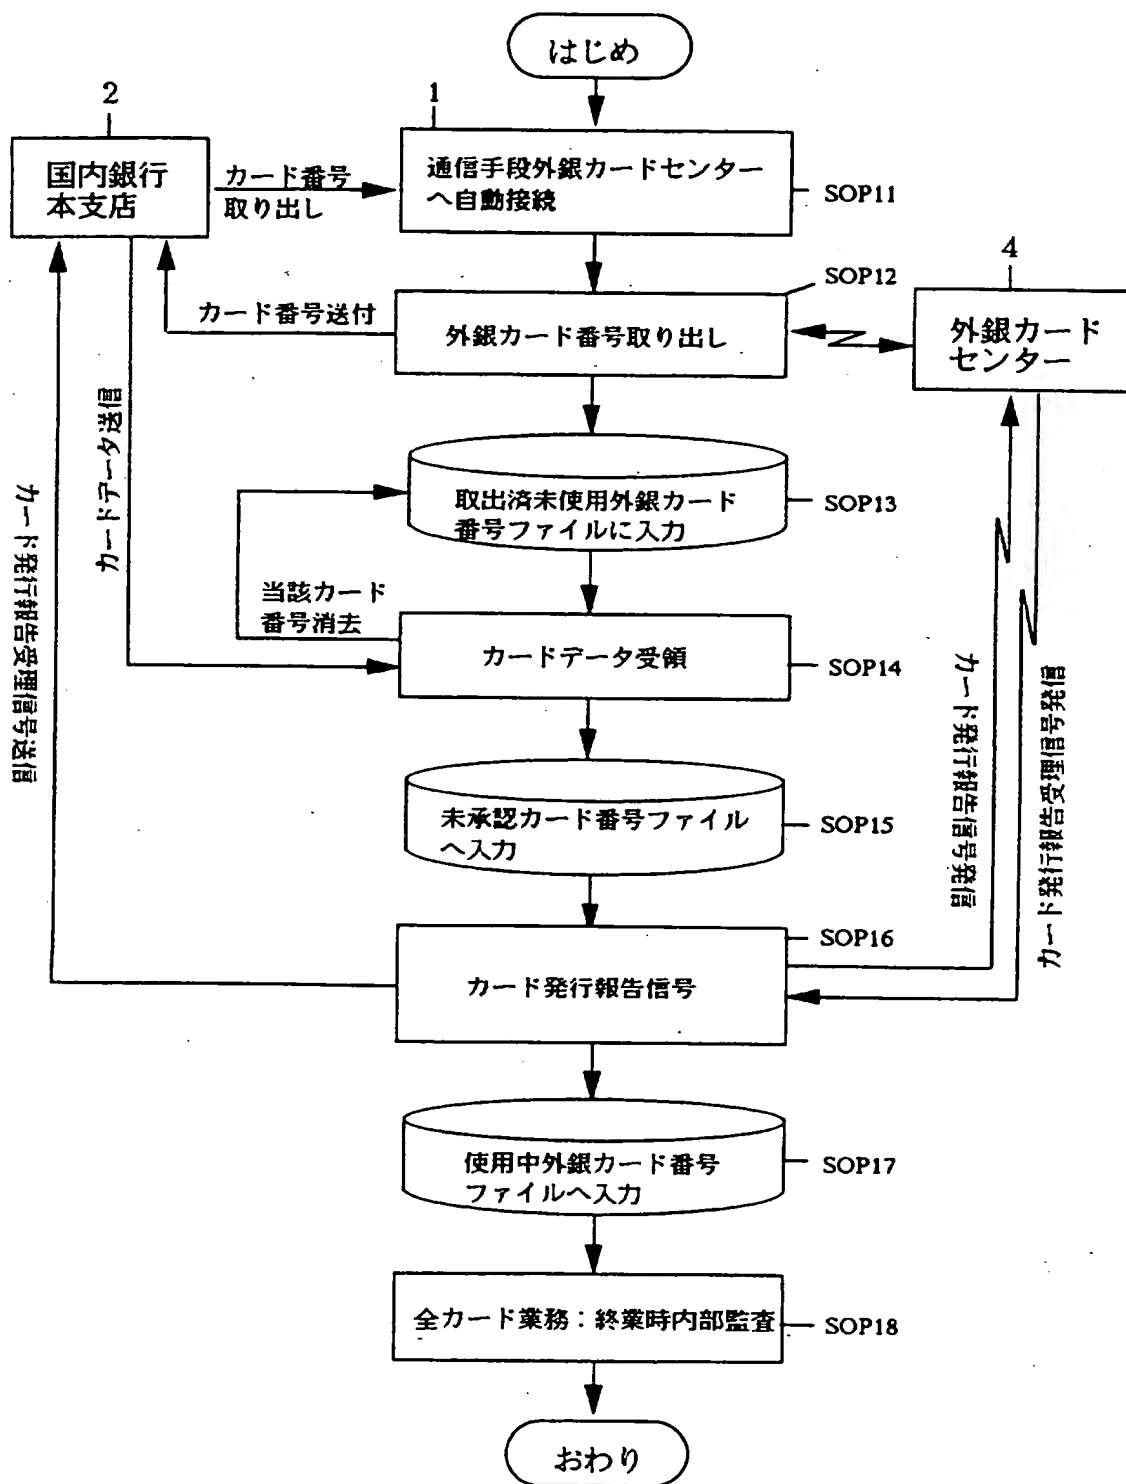 はじめ
2
1
国内銀行
本支店
カード番号
取り出し
通信手段外銀カードセンター
へ自動接続
SOP11
SOP12
4
カード番号送付
外銀カード番号取り出し
外銀カード
センター
カードデータ送信
カード発行報告受理信号送信
取出済未使用外銀カード
番号ファイルに入力
SOP13
当該カード
番号消去
カードデータ受領
SOP14
カード発行報告信号発信
カード発行報告受理信号発信
未承認カード番号ファイル
へ入力
SOP15
SOP16
カード発行報告信号
使用中外銀カード番号
ファイルへ入力
SOP17
全カード業務：終業時内部監査
SOP18
おわり